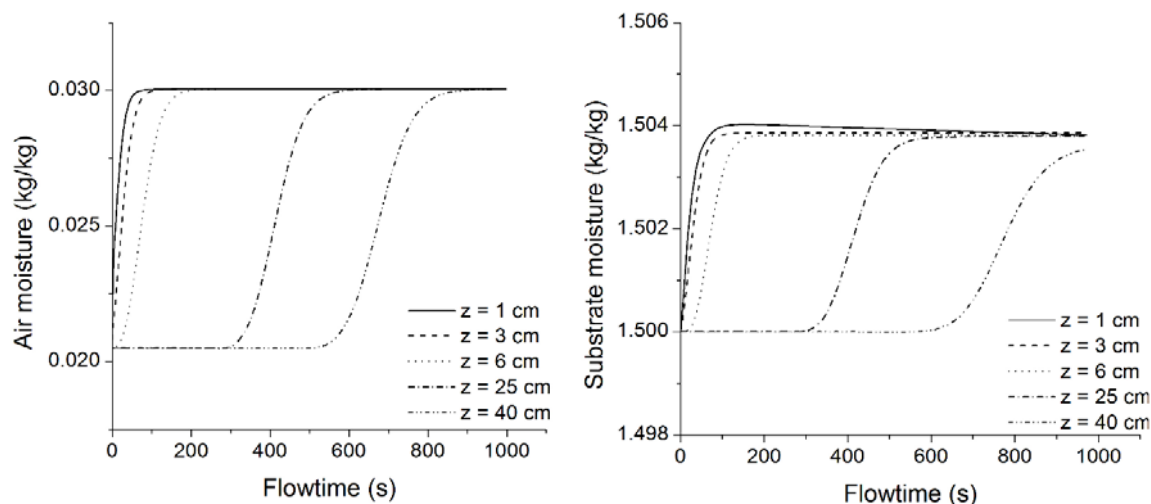 Air moisture (kg/kg)
0.030
0.025
0.020
0
200
400
600
800
1000
Flowtime (s)
z = 1 cm
z = 3 cm
z = 6 cm
z = 25 cm
z = 40 cm
Substrate moisture (kg/kg)
1.506
1.504
1.502
1.500
1.498
0
200
400
600
800
1000
Flowtime (s)
z = 1 cm
z = 3 cm
z = 6 cm
z = 25 cm
z = 40 cm